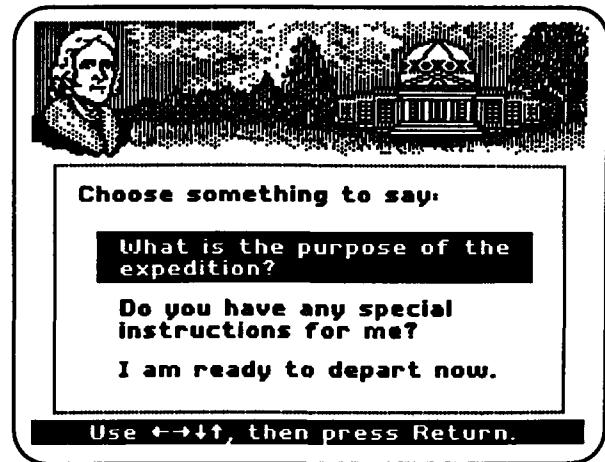 Choose something to say:
What is the purpose of the
expedition?
Do you have any special
instructions for me?
I am ready to depart now.
Use ←→↓↑, then press Return.